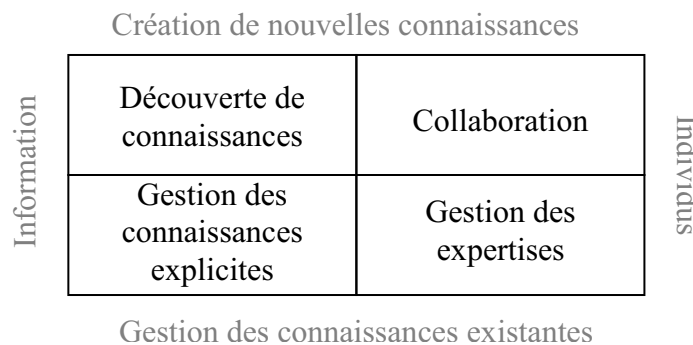 Création de nouvelles connaissances
Information
Découverte de
connaissances
Collaboration
Individus
Gestion des
connaissances
explicites
Gestion des
expertises
Gestion des connaissances existantes